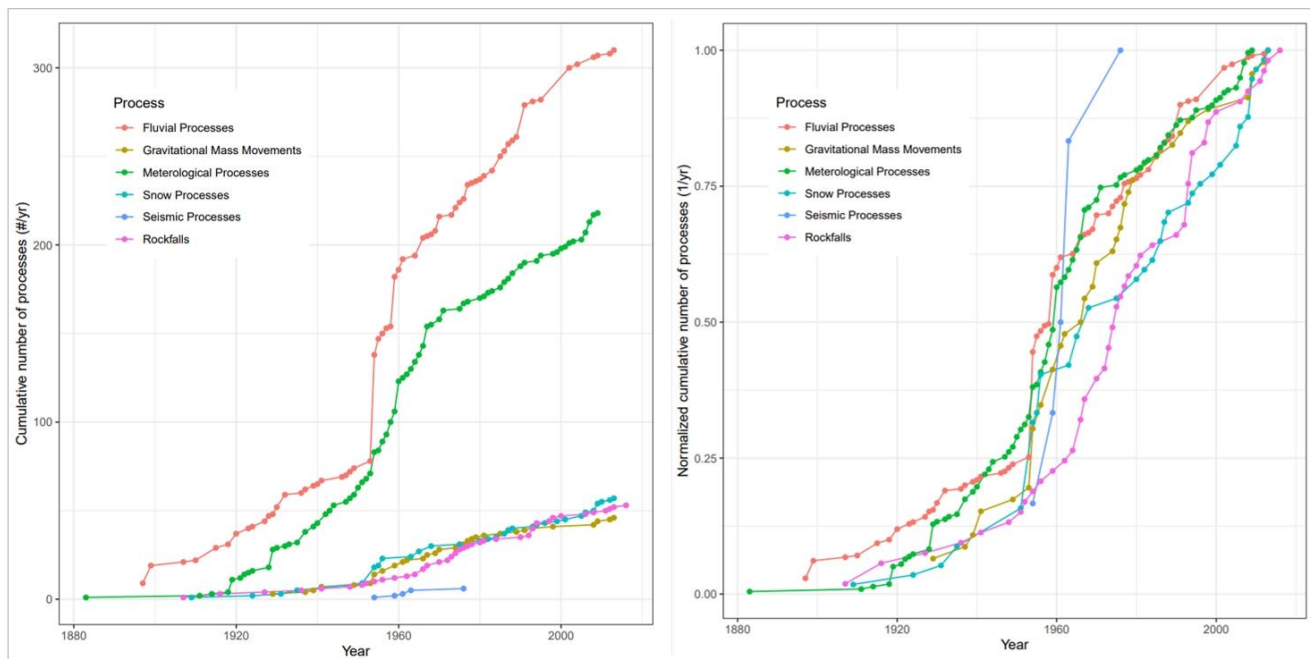 Cumulative number of processes (#/yr)
300
200
100
0
Process
Fluvial Processes
Gravitational Mass Movements
Meterological Processes
Snow Processes
Seismic Processes
Rockfalls
1880
1920
1960
2000
Year
Normalized cumulative number of processes (1/yr)
1.00
0.75
0.50
0.25
0.00
Process
Fluvial Processes
Gravitational Mass Movements
Meterological Processes
Snow Processes
Seismic Processes
Rockfalls
1880
1920
1960
2000
Year